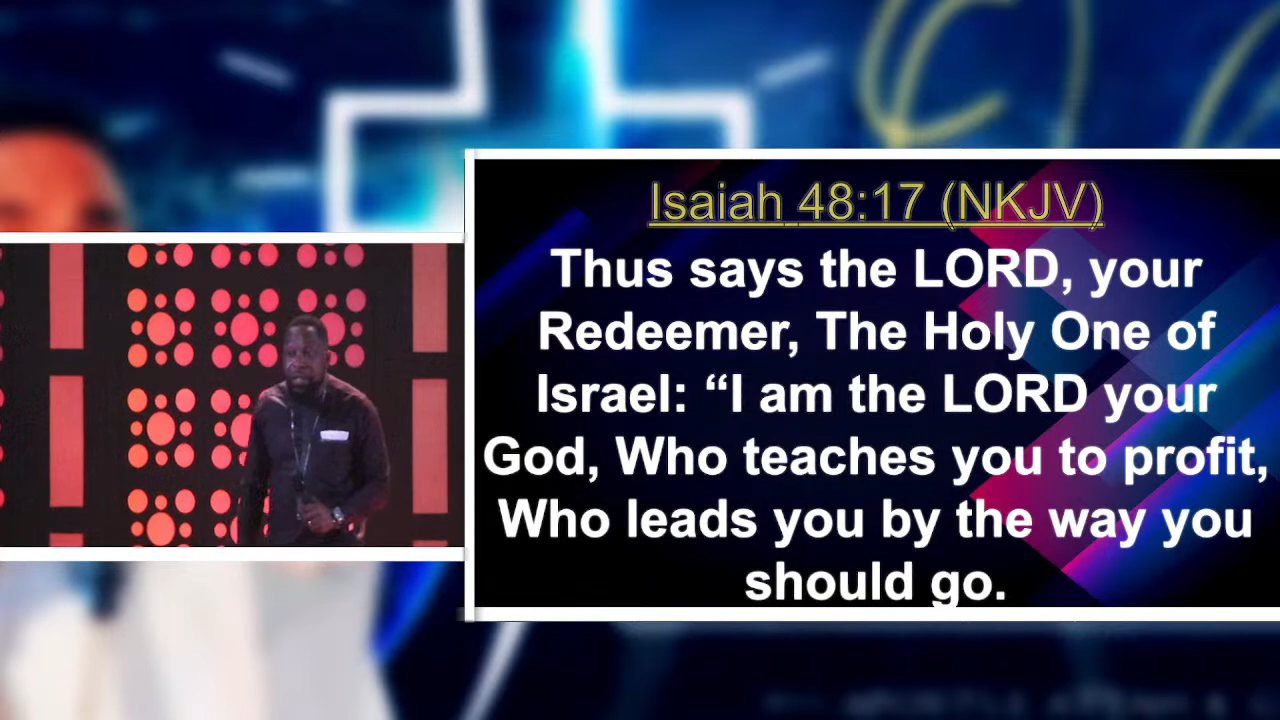 Isaiah 48:17 (NKJV)
Thus says the LORD, your
Redeemer, The Holy One of
Israel: “I am the LORD your
God, Who teaches you to profit,
Who leads you by the way you
should go.
APOSTLE